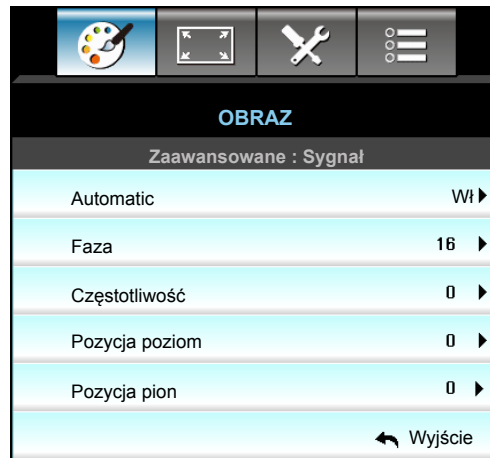 OBRAZ
Zaawansowane : Sygnał
Automatic Wł
Faza 16
Częstotliwość 0
Pozycja poziom 0
Pozycja pion 0
Wyjście